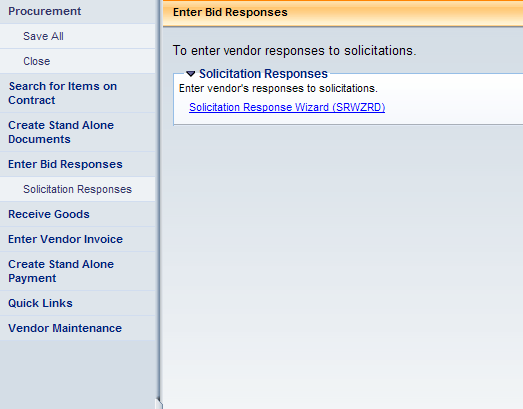 Procurement
Save All
Close
Search for Items on
Contract
Create Stand Alone
Documents
Enter Bid Responses
Solicitation Responses
Receive Goods
Enter Vendor Invoice
Create Stand Alone
Payment
Quick Links
Vendor Maintenance
Enter Bid Responses
To enter vendor responses to solicitations.
Solicitation Responses
Enter vendor's responses to solicitations.
Solicitation Response Wizard (SRWZRD)